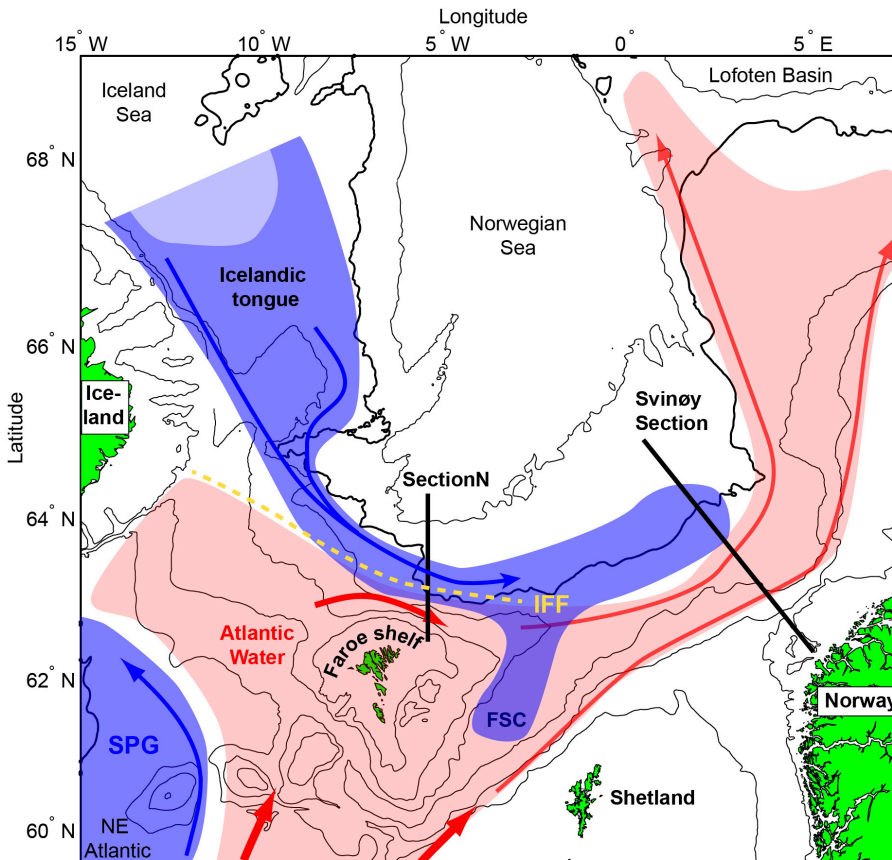 Longitude
15° W
10° W
5° W
0°
5° E
Lofoten Basin
Iceland
Sea
68° N
Norwegian
Sea
Icelandic
tongue
66° N
Ice-
land
Svinøy
Section
Latitude
SectionN
64° N
IFF
Atlantic
Water
Faroe shelf
62° N
Norway
FSC
SPG
Shetland
NE
Atlantic
60° N